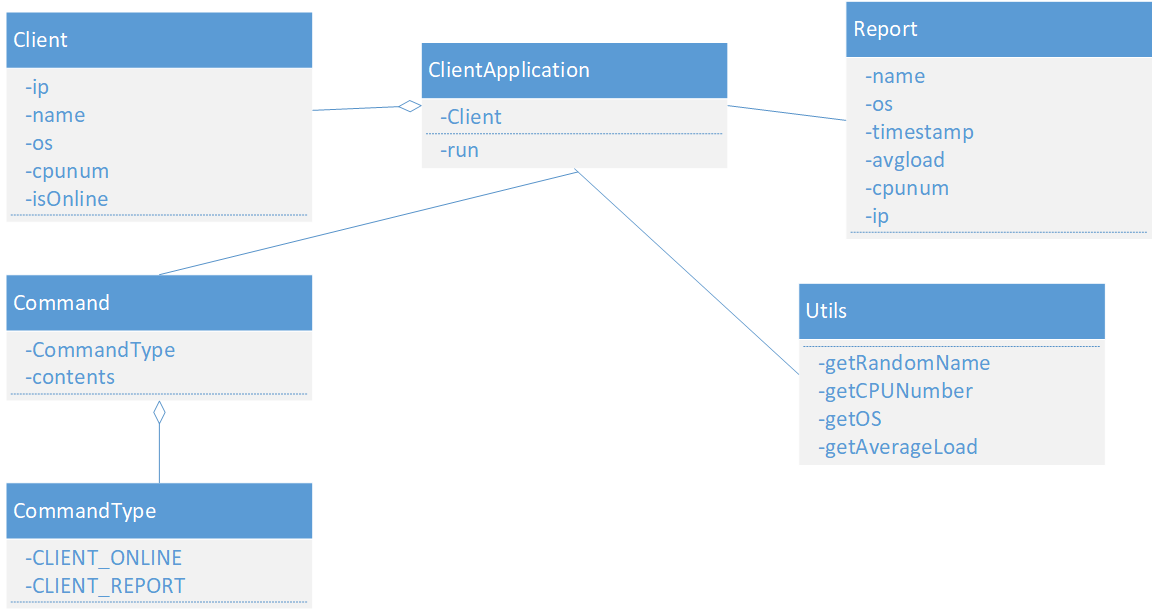 Client
-ip
-name
-os
-cpunum
-isOnline
ClientApplication
-Client
-run
Report
-name
-os
-timestamp
-avgload
-cpunum
-ip
Command
-CommandType
-contents
Utils
-getRandomName
-getCPUNumber
-getOS
-getAverageLoad
CommandType
-CLIENT_ONLINE
-CLIENT_REPORT